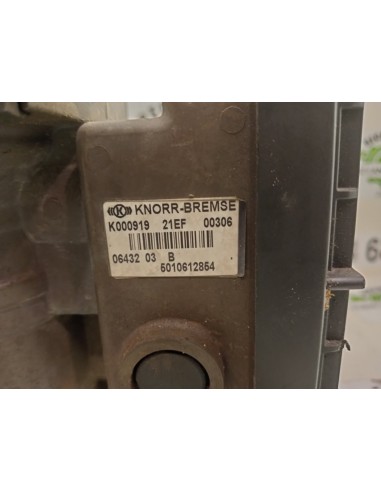 KNORR-BREMSE
K000919 21EF 00306
06432 03 B
5010612854